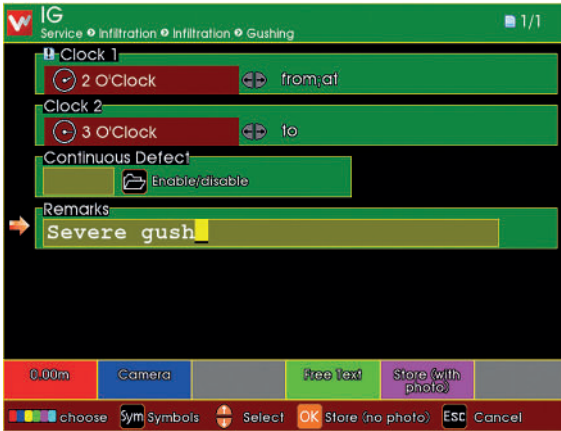 IG
1/1
Service Infiltration Infiltration Gushing
Clock 1
2 O'Clock from;at
Clock 2
3 O'Clock to
Continuous Defect
Enable/disable
Remarks
Severe gush
0.00m Camera Free Text Store (with photo)
choose Sym Symbols Select OK Store (no photo) Esc Cancel